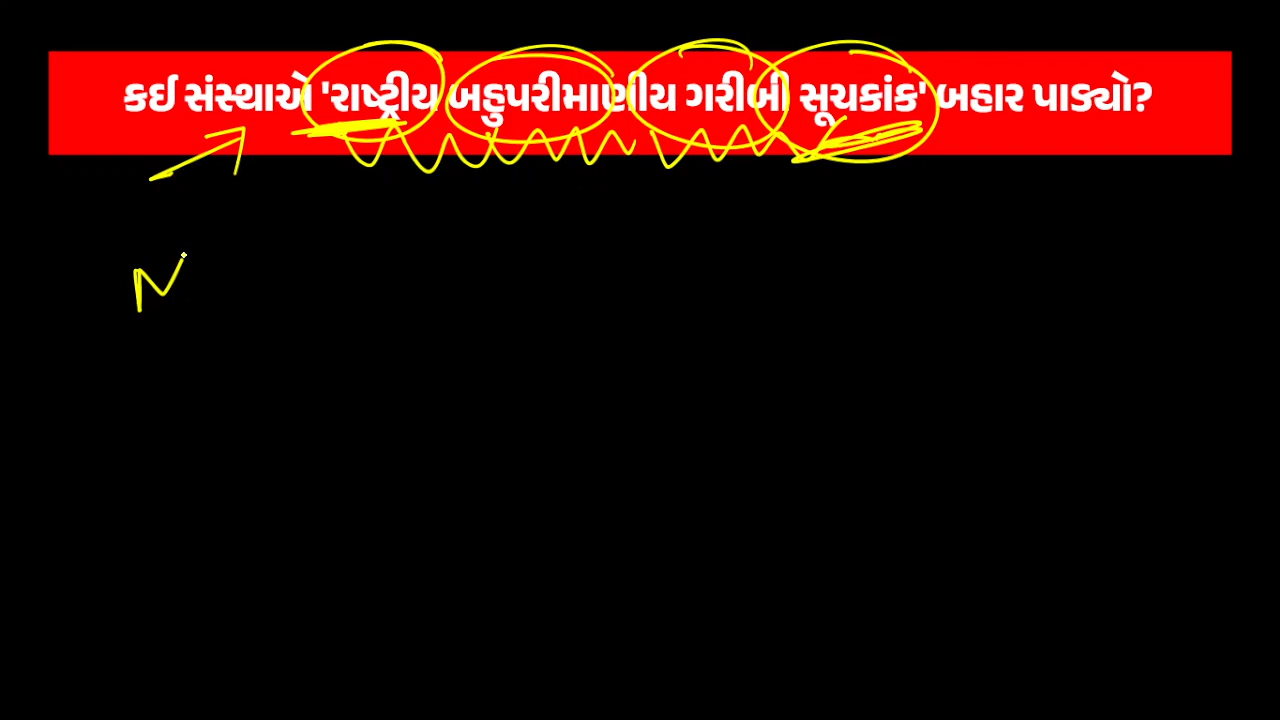 કઈ સંસ્થાએ 'રાષ્ટ્રીય બહુપરીમાણીય ગરીબી સૂચકાંક' બહાર પાડ્યો?
N